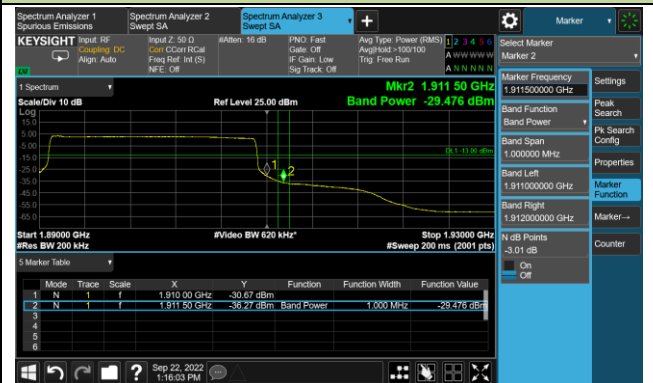 Spectrum Analyzer 1
Spurious Emissions
Spectrum Analyzer 2
Swept SA
Spectrum Analyzer 3
Swept SA
Marker
KEYSIGHT
Input: RF
Coupling: DC
Align: Auto
Input Z: 50 Ω
Corr CCorr RCal
Freq Ref: Int (S)
NFE: Off
#Atten: 16 dB
PNO: Fast
Gate: Off
IF Gain: Low
Sig Track: Off
Avg Type: Power (RMS)
Avg|Hold:>100/100
Trig: Free Run
1 2 3 4 5 6
A W W W W W
A N N N N N
Select Marker
Marker 2
LXI
1 Spectrum
Mkr2 1.911 50 GHz
Scale/Div 10 dB
Ref Level 25.00 dBm
Band Power -29.476 dBm
Log
15.0
5.00
-5.00
-15.0
-25.0
-35.0
-45.0
-55.0
-65.0
DL1 -13.00 dBm
1
2
Start 1.89000 GHz
#Video BW 620 kHz*
Stop 1.93000 GHz
#Res BW 200 kHz
#Sweep 200 ms (2001 pts)
5 Marker Table
Mode Trace Scale X Y Function Function Width Function Value
1 N 1 f 1.910 00 GHz -30.67 dBm
2 N 1 f 1.911 50 GHz -36.27 dBm Band Power 1.000 MHz -29.476 dBm
3
4
5
6
Marker Frequency
1.911500000 GHz
Band Function
Band Power
Band Span
1.000000 MHz
Band Left
1.911000000 GHz
Band Right
1.912000000 GHz
N dB Points
-3.01 dB
On
Off
Settings
Peak
Search
Pk Search
Config
Properties
Marker
Function
Marker→
Counter
?
Sep 22, 2022
1:16:03 PM